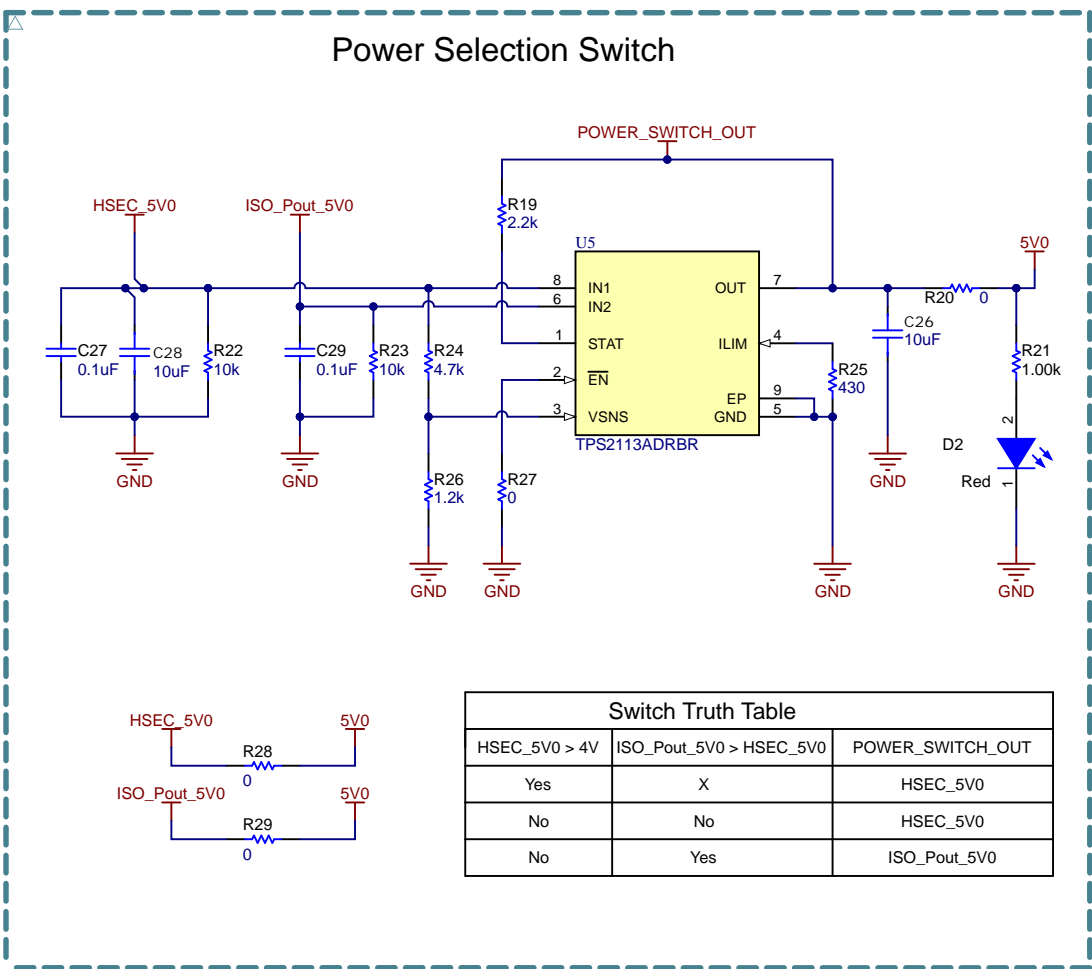 Power Selection Switch
POWER_SWITCH_OUT
HSEC_5V0
ISO_Pout_5V0
R19
2.2k
U5
5V0
8
IN1
OUT
7
6
IN2
R20
0
C26
10uF
1
STAT
ILIM
4
C27
0.1uF
C28
10uF
R22
10k
C29
0.1uF
R23
10k
R24
4.7k
2
EN
R25
430
R21
1.00k
EP
9
3
VSNS
GND
5
TPS2113ADRBR
2
D2
Red
1
GND
GND
R26
1.2k
R27
0
GND
GND
GND
GND
GND
HSEC_5V0
5V0
R28
0
ISO_Pout_5V0
5V0
R29
0
Switch Truth Table
HSEC_5V0 > 4V ISO_Pout_5V0 > HSEC_5V0 POWER_SWITCH_OUT
Yes X HSEC_5V0
No No HSEC_5V0
No Yes ISO_Pout_5V0